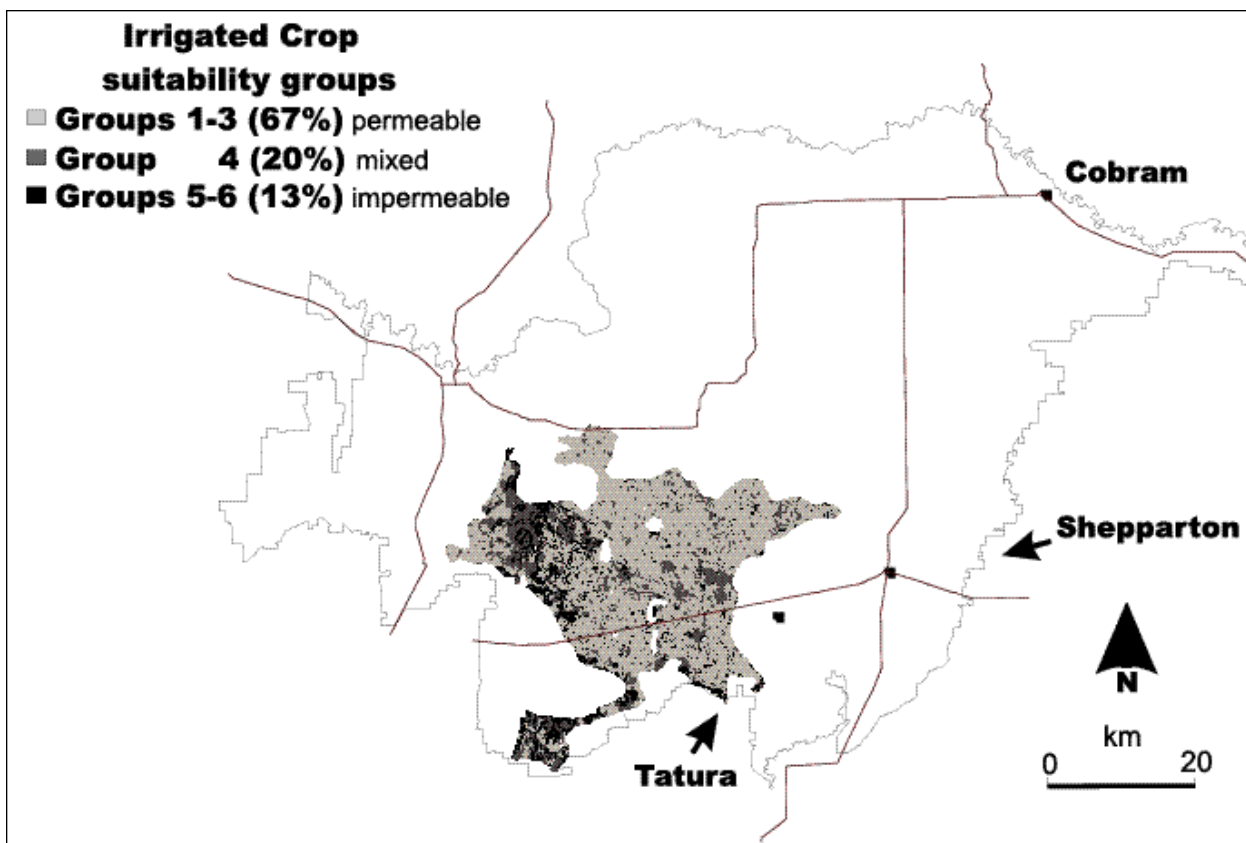 Irrigated Crop
suitability groups
Groups 1-3 (67%) permeable
Group 4 (20%) mixed
Groups 5-6 (13%) impermeable
Cobram
Shepparton
Tatura
N
km
0 20